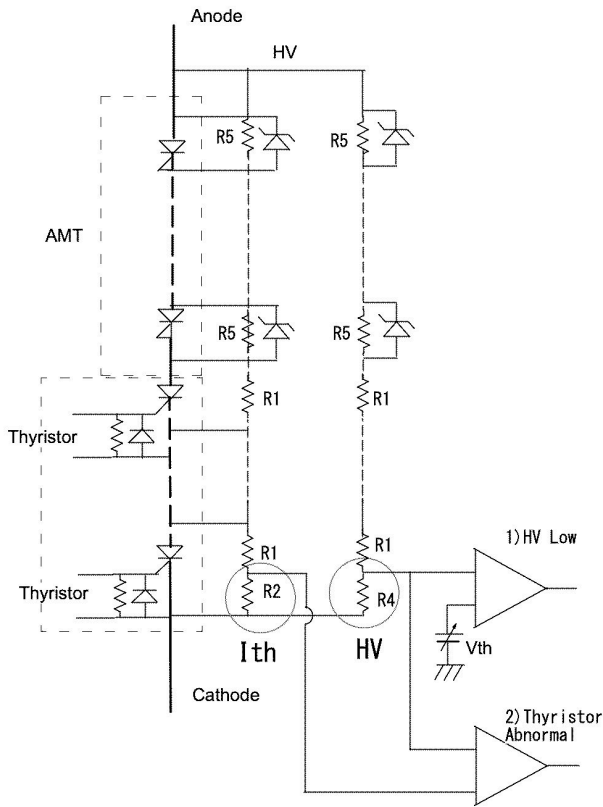 Anode
HV
R5
R5
AMT
R5
R5
R1
R1
Thyristor
R1
R1
1)HV Low
Thyristor
R2
R4
Ith
HV
Vth
Cathode
2)Thyristor
Abnormal